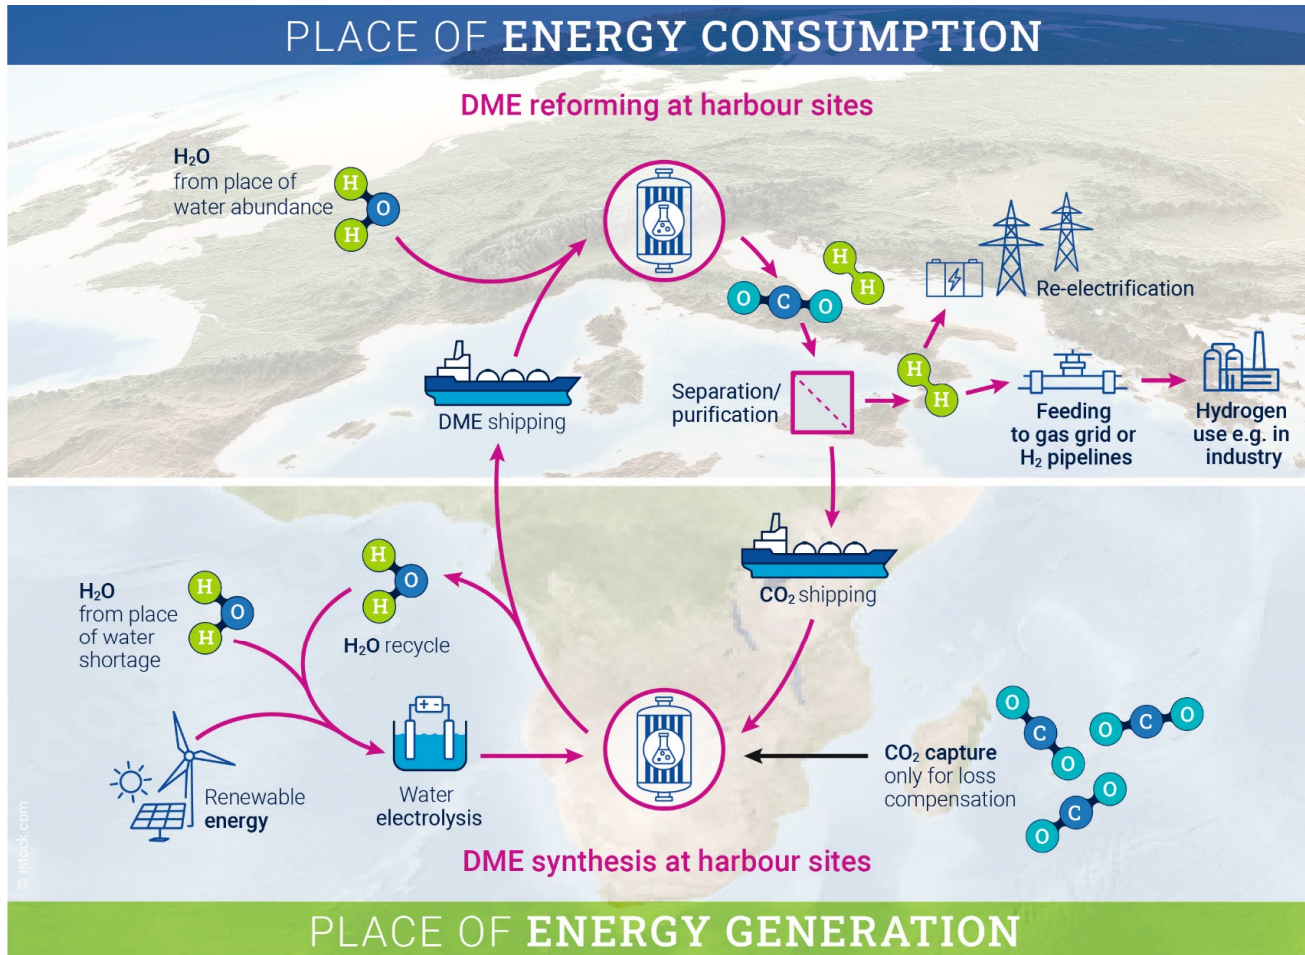 PLACE OF ENERGY CONSUMPTION
DME reforming at harbour sites
H₂O
from place of
water abundance
H
O
H
H
H
O
C
O
Re-electrification
DME shipping
Separation/
purification
H
H
Feeding
to gas grid or
H₂ pipelines
Hydrogen
use e.g. in
industry
H₂O
from place
of water
shortage
H
O
H
H
O
H
H₂O recycle
CO₂ shipping
Renewable
energy
+ -
Water
electrolysis
CO₂ capture
only for loss
compensation
O
C
O
O
C
O
O
C
O
DME synthesis at harbour sites
© istock.com
PLACE OF ENERGY GENERATION